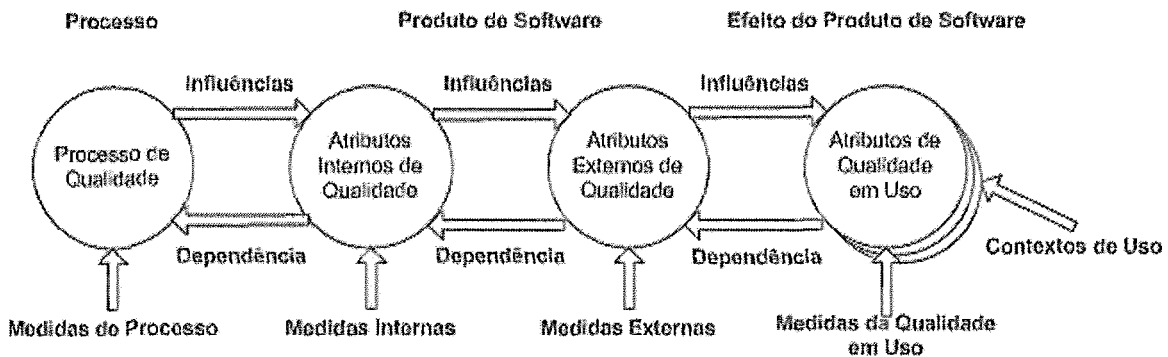 Processo
Produto de Software
Efeito do Produto de Software
Influências
Influências
Influências
Processo de
Qualidade
Atributos
Internos de
Qualidade
Atributos
Externos de
Qualidade
Atributos de
Qualidade
em Uso
Dependência
Dependência
Dependência
Contextos de Uso
Medidas de Processo
Medidas Internas
Medidas Externas
Medidas da Qualidade
em Uso